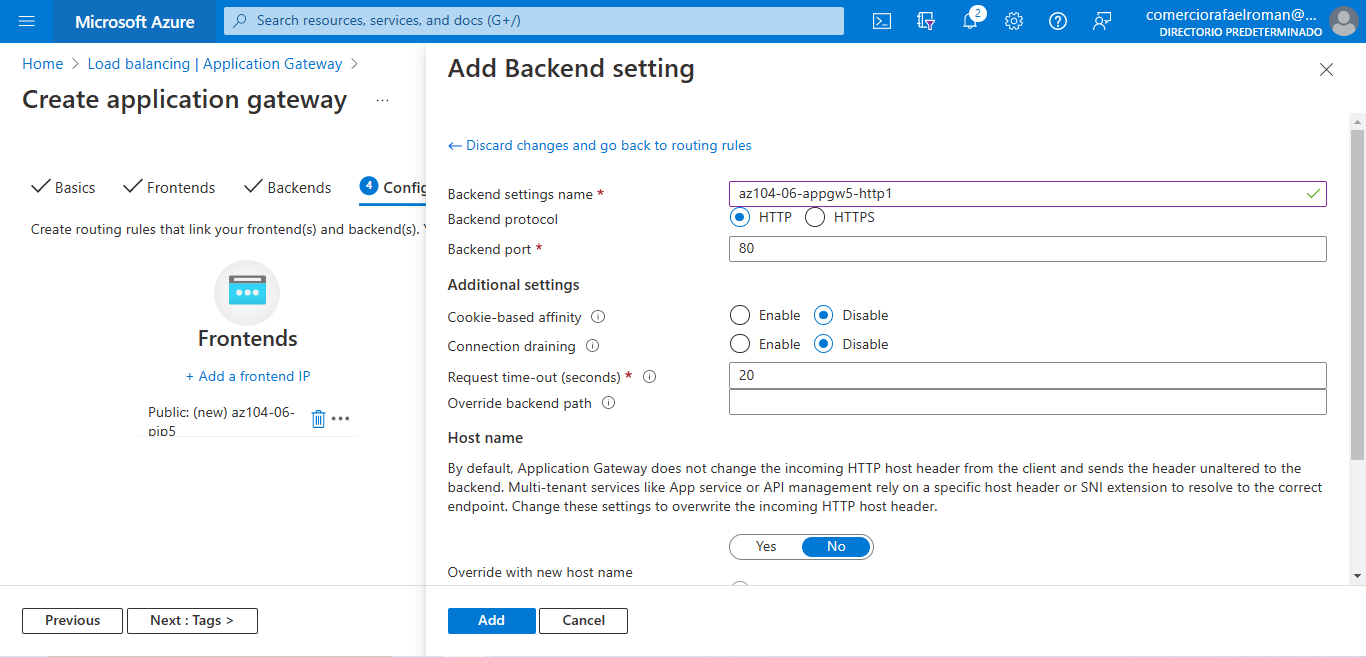 Microsoft Azure
Search resources, services, and docs (G+/)
2
comerciorafaelroman@...
DIRECTORIO PREDETERMINADO
Home > Load balancing | Application Gateway >
Create application gateway ...
Basics
Frontends
Backends
4 Config
Create routing rules that link your frontend(s) and backend(s).
Frontends
+ Add a frontend IP
Public: (new) az104-06-
pip5
Previous
Next : Tags >
Add Backend setting
← Discard changes and go back to routing rules
Backend settings name *
az104-06-appgw5-http1
Backend protocol
HTTP
HTTPS
Backend port *
80
Additional settings
Cookie-based affinity
Enable
Disable
Connection draining
Enable
Disable
Request time-out (seconds) *
20
Override backend path
Host name
By default, Application Gateway does not change the incoming HTTP host header from the client and sends the header unaltered to the
backend. Multi-tenant services like App service or API management rely on a specific host header or SNI extension to resolve to the correct
endpoint. Change these settings to overwrite the incoming HTTP host header.
Yes
No
Override with new host name
Add
Cancel